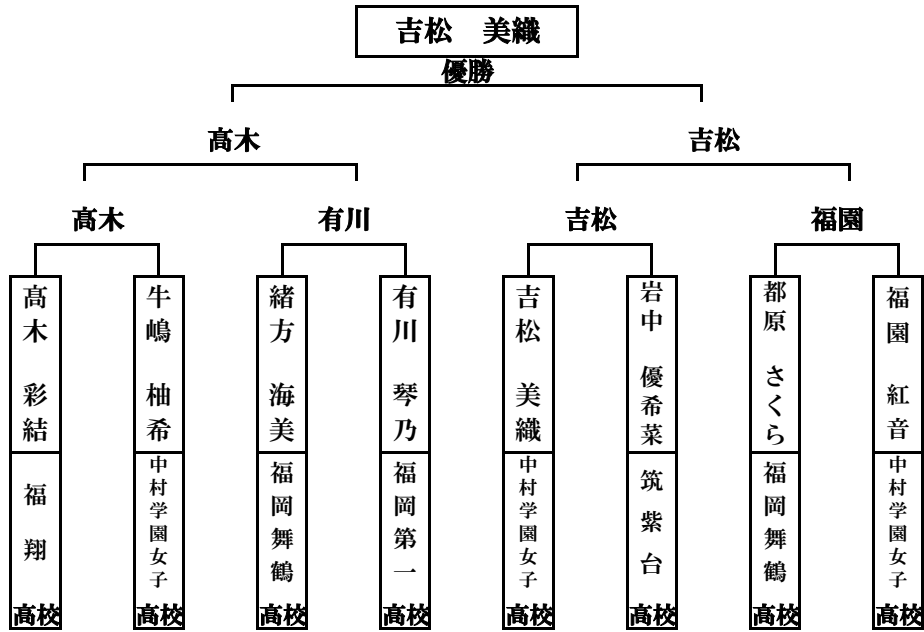 吉松　美織
優勝
髙木
吉松
髙木
有川
吉松
福園
髙木　彩結
福翔
高校
牛嶋　柚希
中村学園女子
高校
緒方　海美
福岡舞鶴
高校
有川　琴乃
福岡第一
高校
吉松　美織
中村学園女子
高校
岩中　優希菜
筑紫台
高校
都原　さくら
福岡舞鶴
高校
福園　紅音
中村学園女子
高校